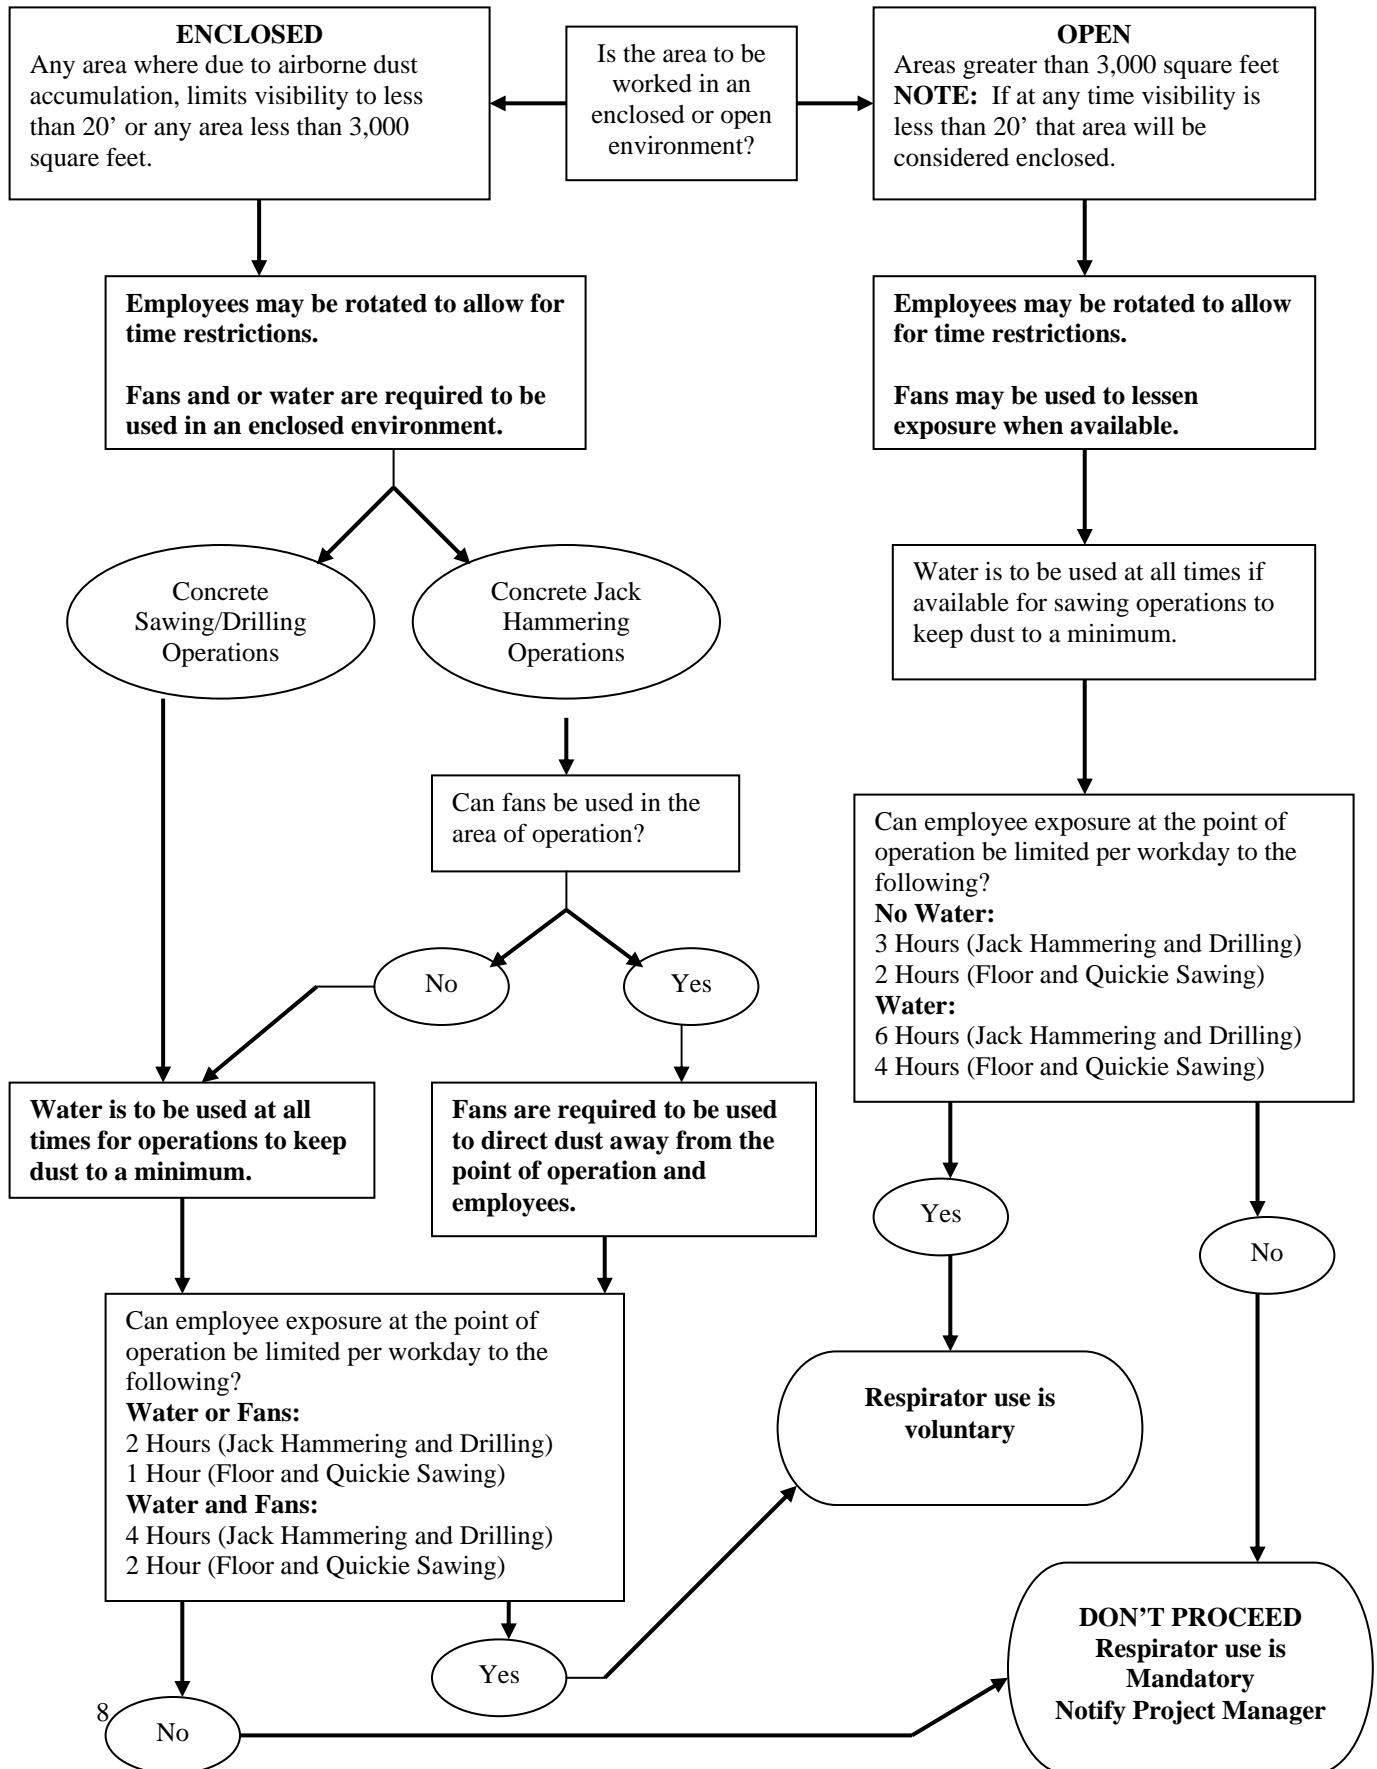 ENCLOSED
Any area where due to airborne dust
accumulation, limits visibility to less
than 20’ or any area less than 3,000
square feet.
Is the area to be
worked in an
enclosed or open
environment?
OPEN
Areas greater than 3,000 square feet
NOTE:  If at any time visibility is
less than 20’ that area will be
considered enclosed.
Employees may be rotated to allow for
time restrictions.
Fans and or water are required to be
used in an enclosed environment.
Employees may be rotated to allow
for time restrictions.
Fans may be used to lessen
exposure when available.
Concrete
Sawing/Drilling
Operations
Concrete Jack
Hammering
Operations
Water is to be used at all times if
available for sawing operations to
keep dust to a minimum.
Can fans be used in the
area of operation?
Can employee exposure at the point of
operation be limited per workday to the
following?
No Water:
3 Hours (Jack Hammering and Drilling)
2 Hours (Floor and Quickie Sawing)
Water:
6 Hours (Jack Hammering and Drilling)
4 Hours (Floor and Quickie Sawing)
No
Yes
Water is to be used at all
times for operations to keep
dust to a minimum.
Fans are required to be used
to direct dust away from the
point of operation and
employees.
Yes
No
Can employee exposure at the point of
operation be limited per workday to the
following?
Water or Fans:
2 Hours (Jack Hammering and Drilling)
1 Hour (Floor and Quickie Sawing)
Water and Fans:
4 Hours (Jack Hammering and Drilling)
2 Hour (Floor and Quickie Sawing)
Respirator use is
voluntary
Yes
No
DON’T PROCEED
Respirator use is
Mandatory
Notify Project Manager
8